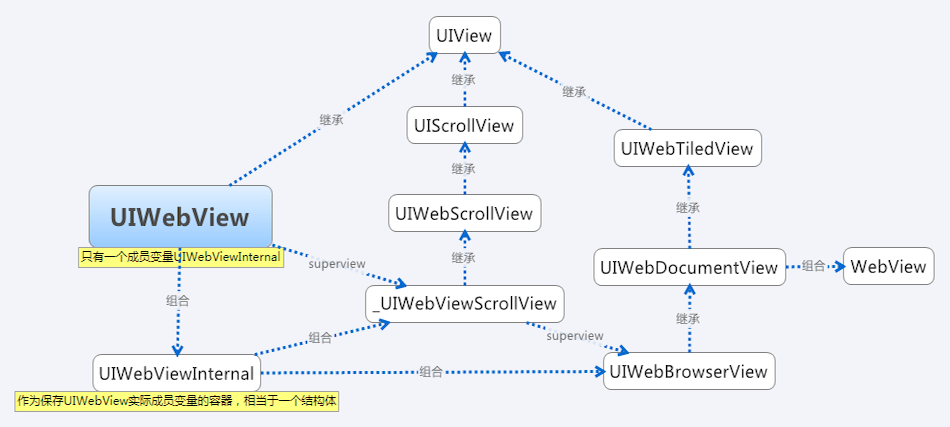 UIView
继承
继承
继承
UIScrollView
UIWebTiledView
继承
UIWebView
UIWebScrollView
继承
只有一个成员变量UIWebViewInternal
superview
继承
UIWebDocumentView
组合
WebView
组合
_UIWebViewScrollView
继承
组合
superview
UIWebViewInternal
组合
UIWebBrowserView
作为保存UIWebView实际成员变量的容器，相当于一个结构体